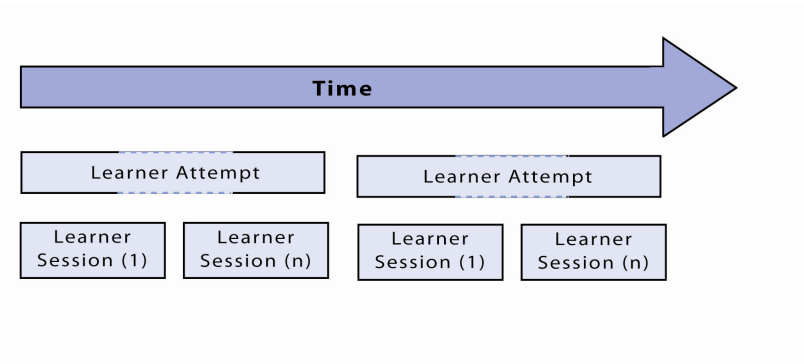 Time
Learner Attempt
Learner Attempt
Learner
Session (1)
Learner
Session (n)
Learner
Session (1)
Learner
Session (n)